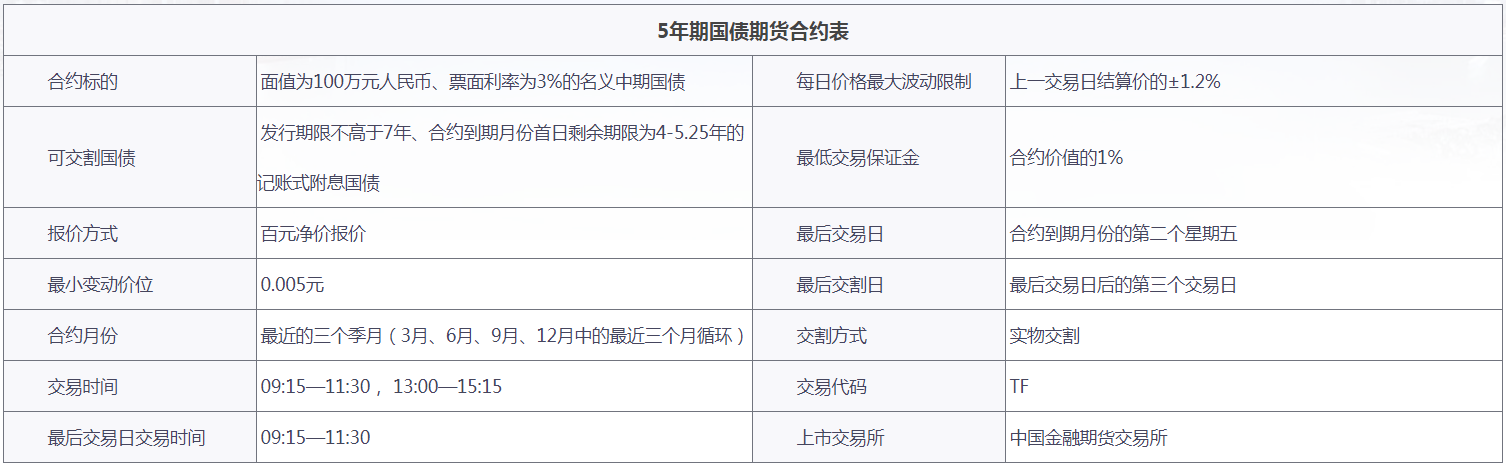 5年期国债期货合约表
合约标的 面值为100万元人民币、票面利率为3%的名义中期国债 每日价格最大波动限制 上一交易日结算价的±1.2%
可交割国债 发行期限不高于7年、合约到期月份首日剩余期限为4-5.25年的
记账式附息国债 最低交易保证金 合约价值的1%
报价方式 百元净价报价 最后交易日 合约到期月份的第二个星期五
最小变动价位 0.005元 最后交割日 最后交易日后的第三个交易日
合约月份 最近的三个季月（3月、6月、9月、12月中的最近三个月循环） 交割方式 实物交割
交易时间 09:15—11:30 ，13:00—15:15 交易代码 TF
最后交易日交易时间 09:15—11:30 上市交易所 中国金融期货交易所